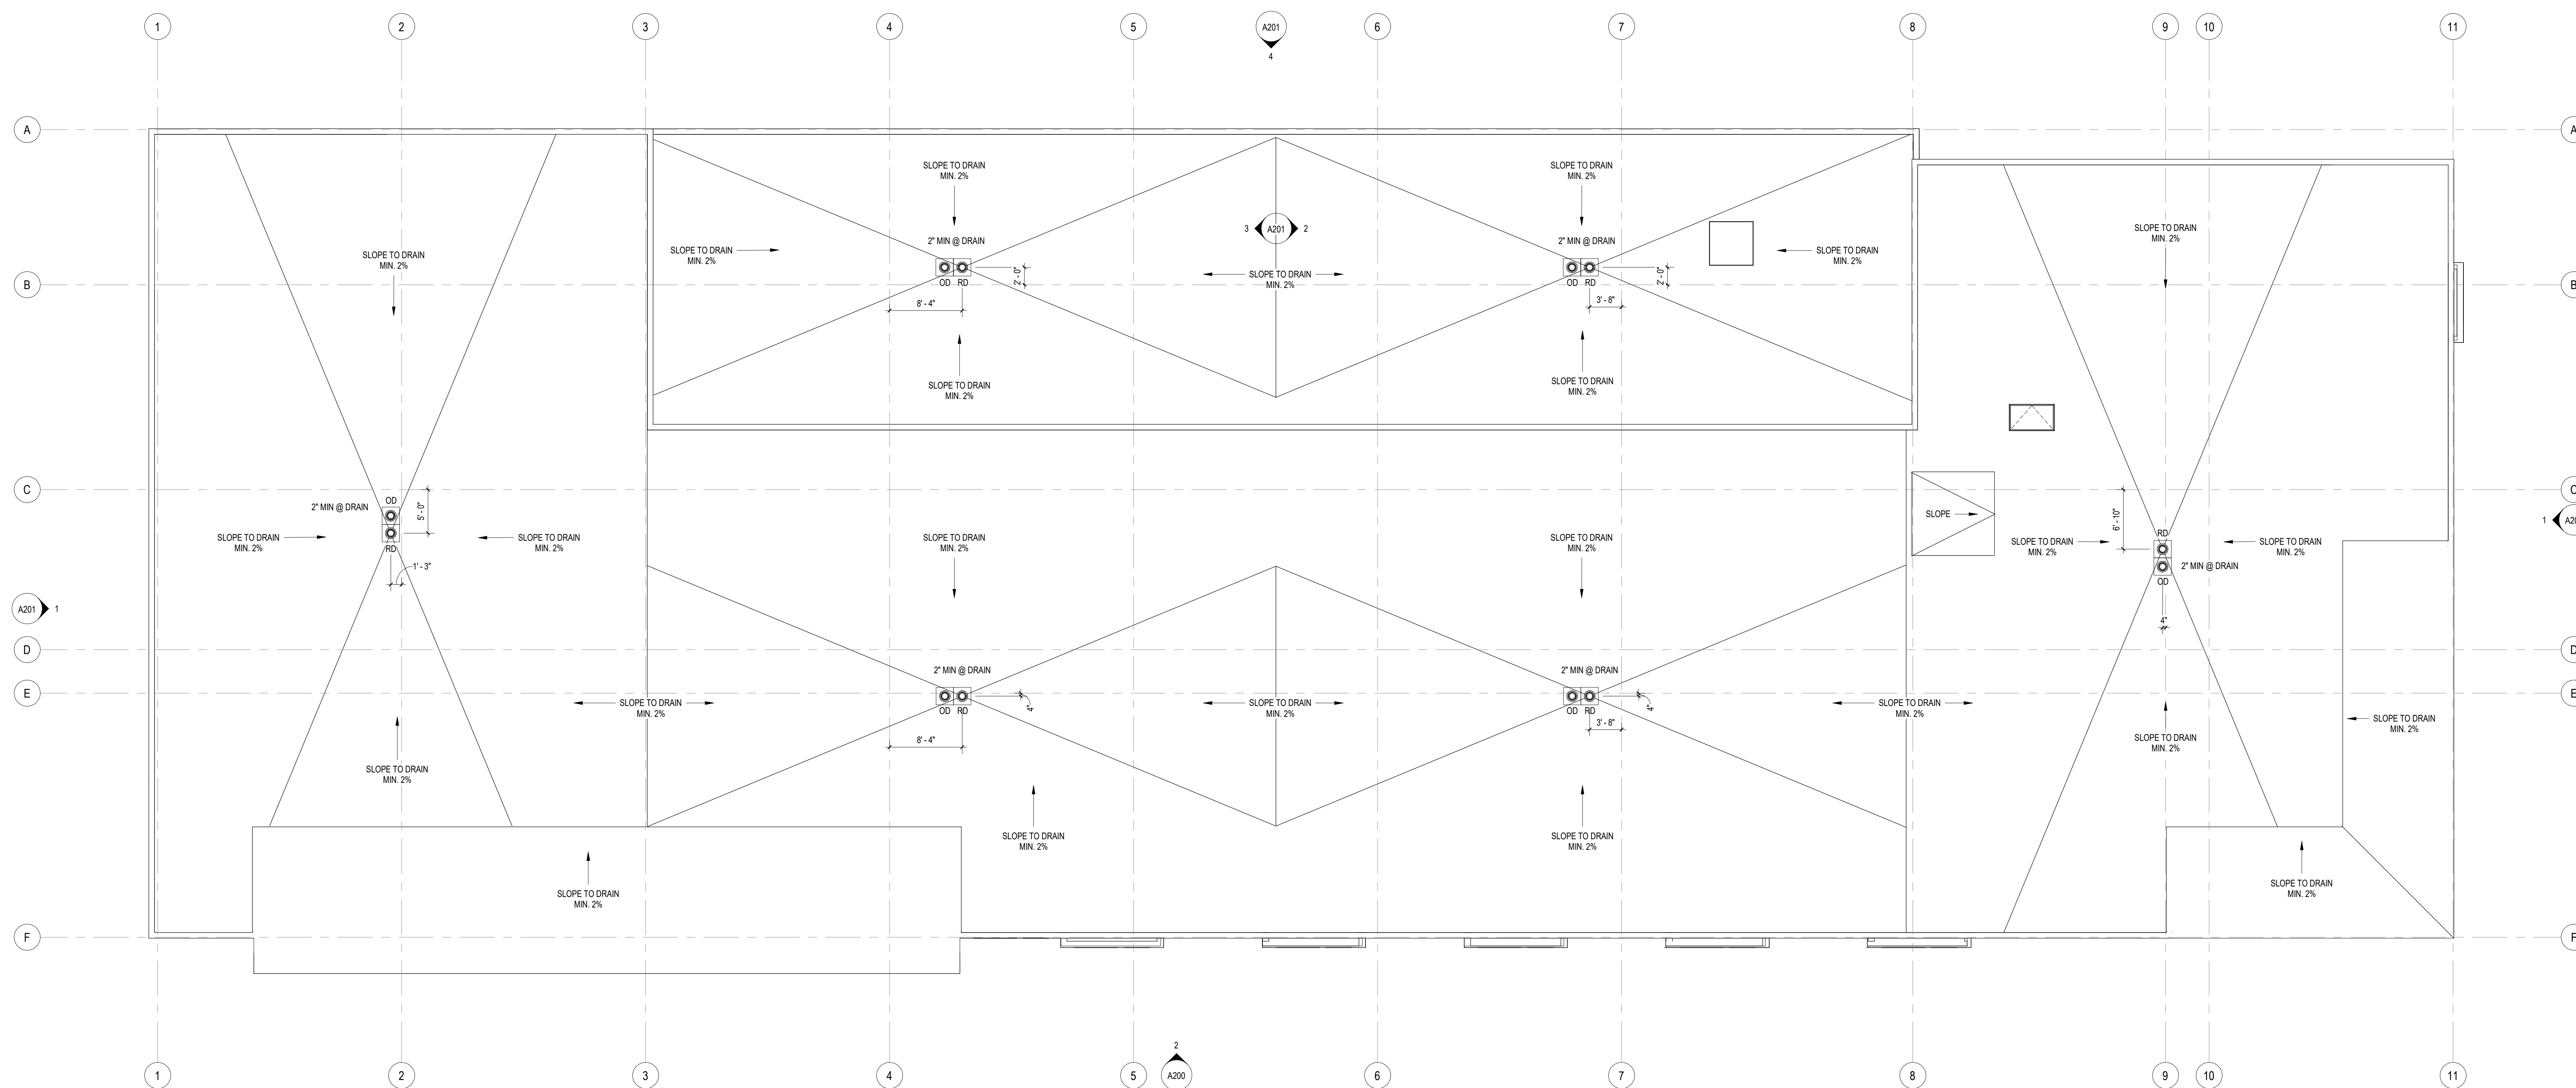 1 2 3 4 5 A201 6 7 8 9 10 11
4
A A
SLOPE TO DRAIN
MIN. 2%
SLOPE TO DRAIN
MIN. 2%
SLOPE TO DRAIN
MIN. 2%
SLOPE TO DRAIN
MIN. 2%
SLOPE TO DRAIN
MIN. 2%
SLOPE TO DRAIN
MIN. 2%
SLOPE TO DRAIN
MIN. 2%
3 A201 2
2" MIN @ DRAIN
2" MIN @ DRAIN
SLOPE TO DRAIN
MIN. 2%
OD RD
2' - 0"
8' - 4"
OD RD
2' - 0"
3' - 8"
B B
SLOPE TO DRAIN
MIN. 2%
SLOPE TO DRAIN
MIN. 2%
C C
OD
2" MIN @ DRAIN
RD
5' - 0"
1' - 3"
SLOPE TO DRAIN
MIN. 2%
SLOPE TO DRAIN
MIN. 2%
SLOPE TO DRAIN
MIN. 2%
SLOPE TO DRAIN
MIN. 2%
SLOPE
6' - 10"
RD
2" MIN @ DRAIN
OD
4"
SLOPE TO DRAIN
MIN. 2%
SLOPE TO DRAIN
MIN. 2%
1
A201 1
D D
2" MIN @ DRAIN
2" MIN @ DRAIN
E E
SLOPE TO DRAIN
MIN. 2%
OD RD
4"
8' - 4"
SLOPE TO DRAIN
MIN. 2%
OD RD
4"
3' - 8"
SLOPE TO DRAIN
MIN. 2%
SLOPE TO DRAIN
MIN. 2%
SLOPE TO DRAIN
MIN. 2%
SLOPE TO DRAIN
MIN. 2%
SLOPE TO DRAIN
MIN. 2%
SLOPE TO DRAIN
MIN. 2%
SLOPE TO DRAIN
MIN. 2%
SLOPE TO DRAIN
MIN. 2%
F F
2
1 2 3 4 5 A200 6 7 8 9 10 11